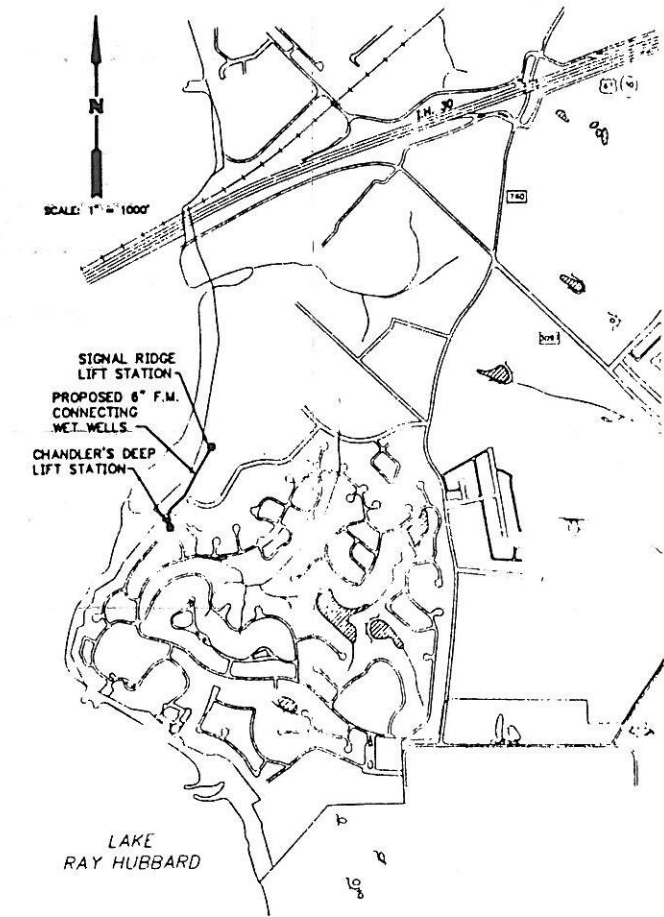 N
SCALE: 1" = 1000'
I.H. 30
740
SIGNAL RIDGE
LIFT STATION
PROPOSED 6" F.M.
CONNECTING
WET WELLS
CHANDLER'S DEEP
LIFT STATION
LAKE
RAY HUBBARD